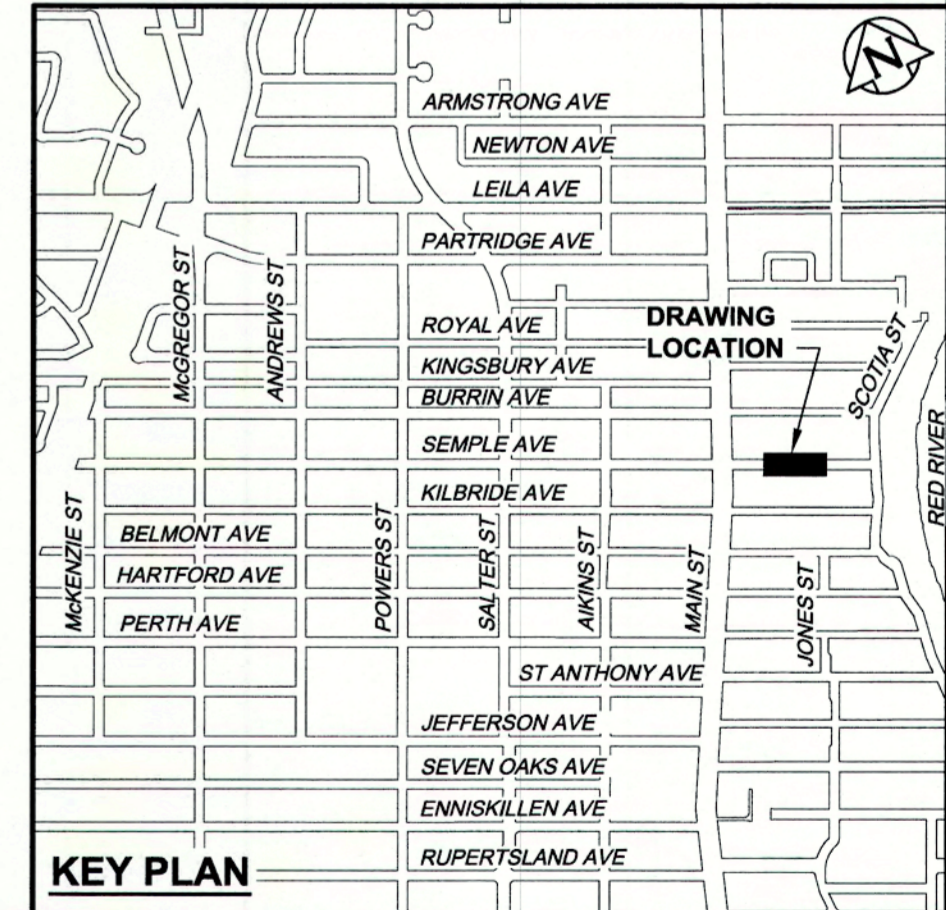 N
ARMSTRONG AVE
NEWTON AVE
LEILA AVE
PARTRIDGE AVE
McGREGOR ST
ANDREWS ST
ROYAL AVE
DRAWING
LOCATION
KINGSBURY AVE
BURRIN AVE
SCOTIA ST
SEMPLE AVE
RED RIVER
KILBRIDE AVE
McKENZIE ST
BELMONT AVE
HARTFORD AVE
PERTH AVE
POWERS ST
SALTER ST
AIKINS ST
MAIN ST
JONES ST
ST ANTHONY AVE
JEFFERSON AVE
SEVEN OAKS AVE
ENNISKILLEN AVE
RUPERTSLAND AVE
KEY PLAN